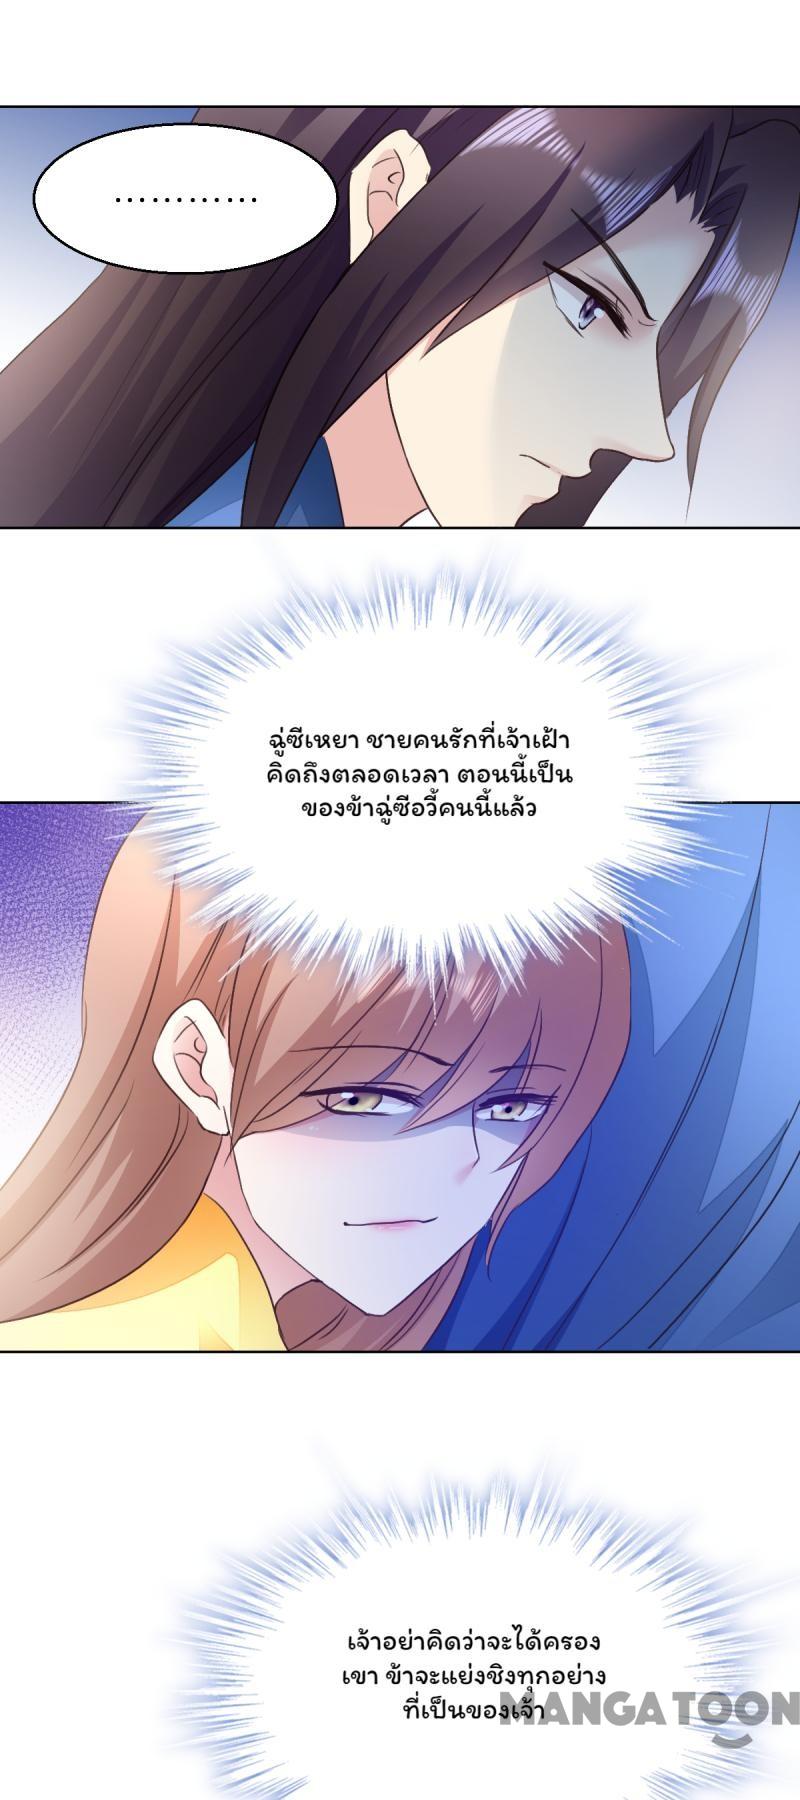 …………
ฉู่ซีเหยา ชายคนรักที่เจ้าเฝ้า
คิดถึงตลอดเวลา ตอนนี้เป็น
ของข้าฉู่ซีอวี้คนนี้แล้ว
เจ้าอย่าคิดว่าจะได้ครอง
เขา ข้าจะแย่งชิงทุกอย่าง
ที่เป็นของเจ้า
MANGATOON